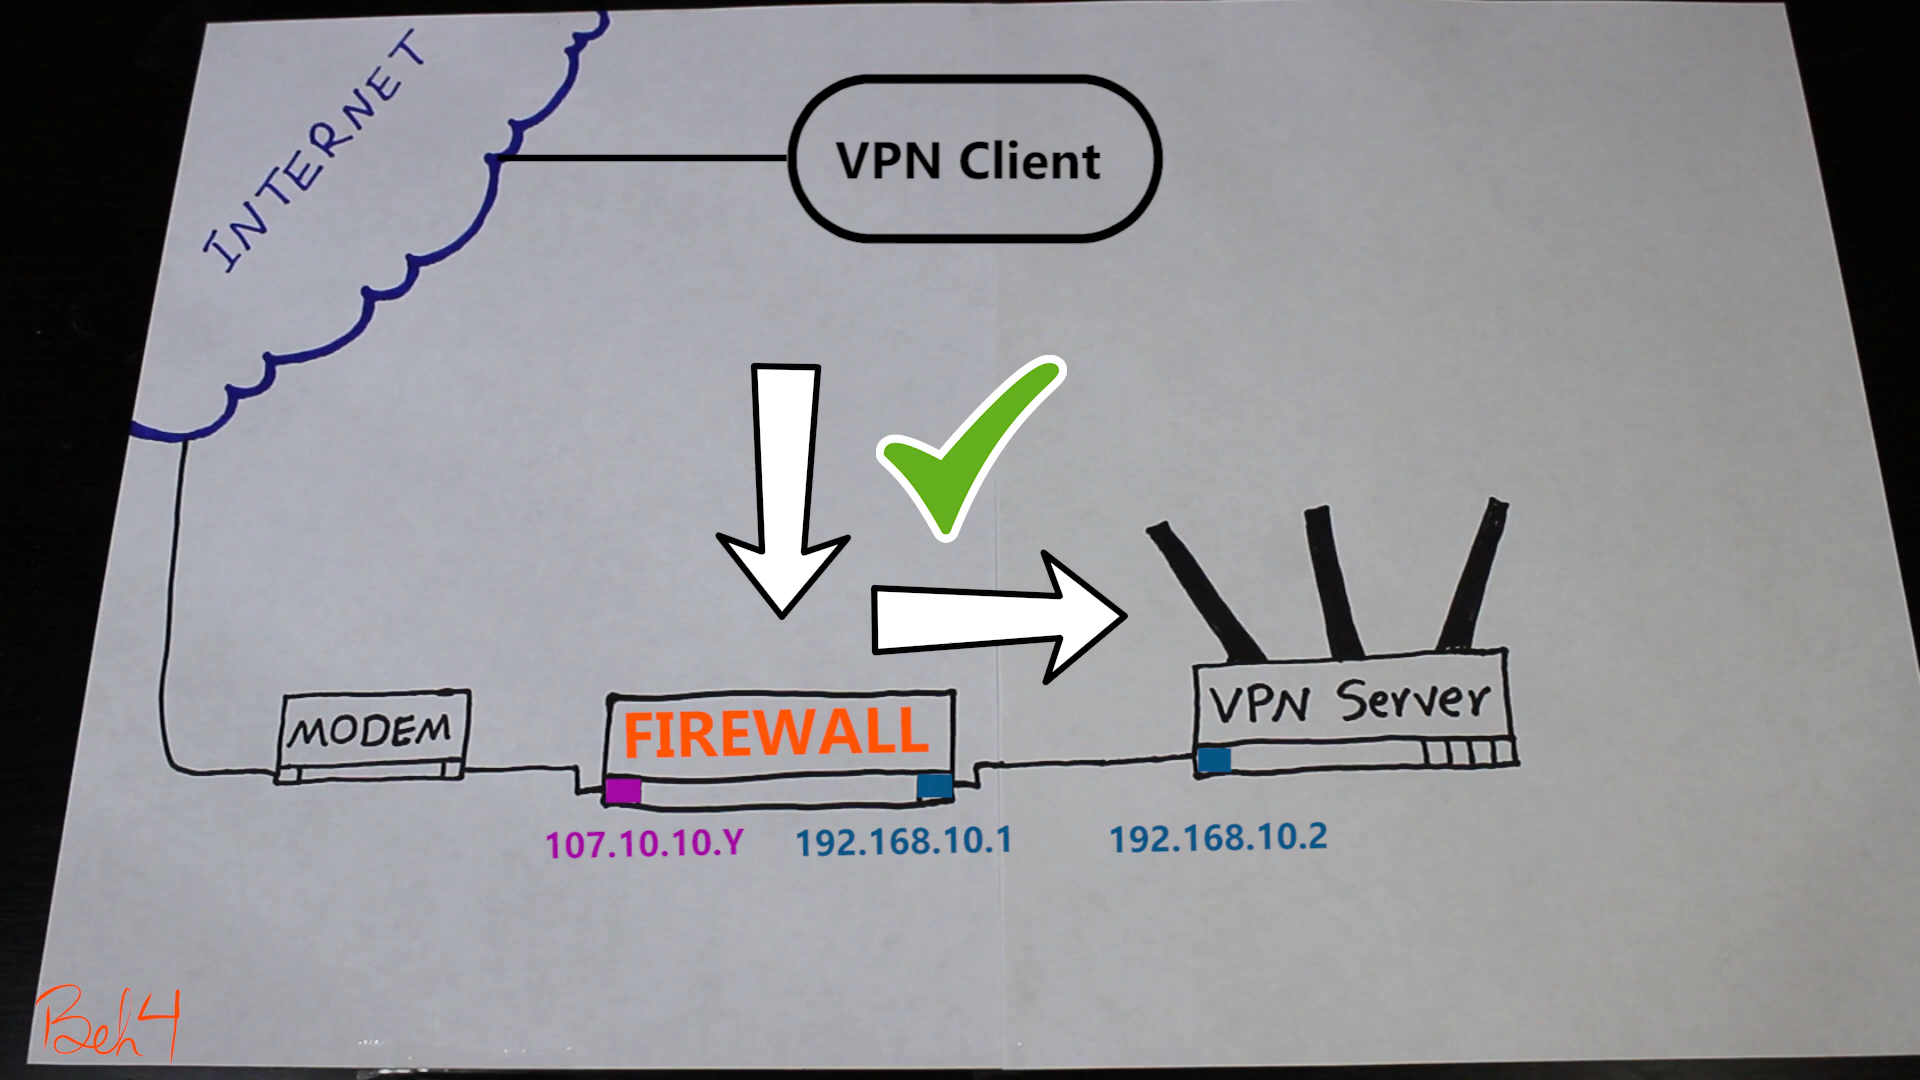 INTERNET
VPN Client
MODEM
FIREWALL
VPN Server
107.10.10.Y
192.168.10.1
192.168.10.2
Beh4